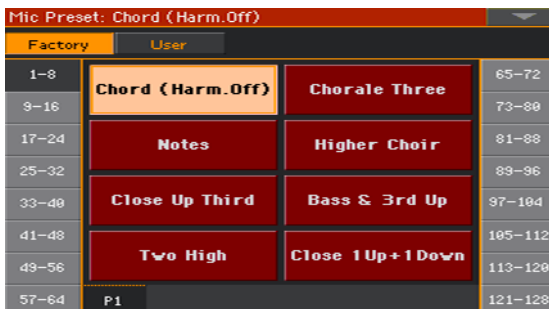 Mic Preset: Chord (Harm.Off)
Factory
User
1-8
9-16
17-24
25-32
33-40
41-48
49-56
57-64
Chord (Harm.Off)
Chorale Three
Notes
Higher Choir
Close Up Third
Bass & 3rd Up
Two High
Close 1Up+1Down
P1
65-72
73-80
81-88
89-96
97-104
105-112
113-120
121-128